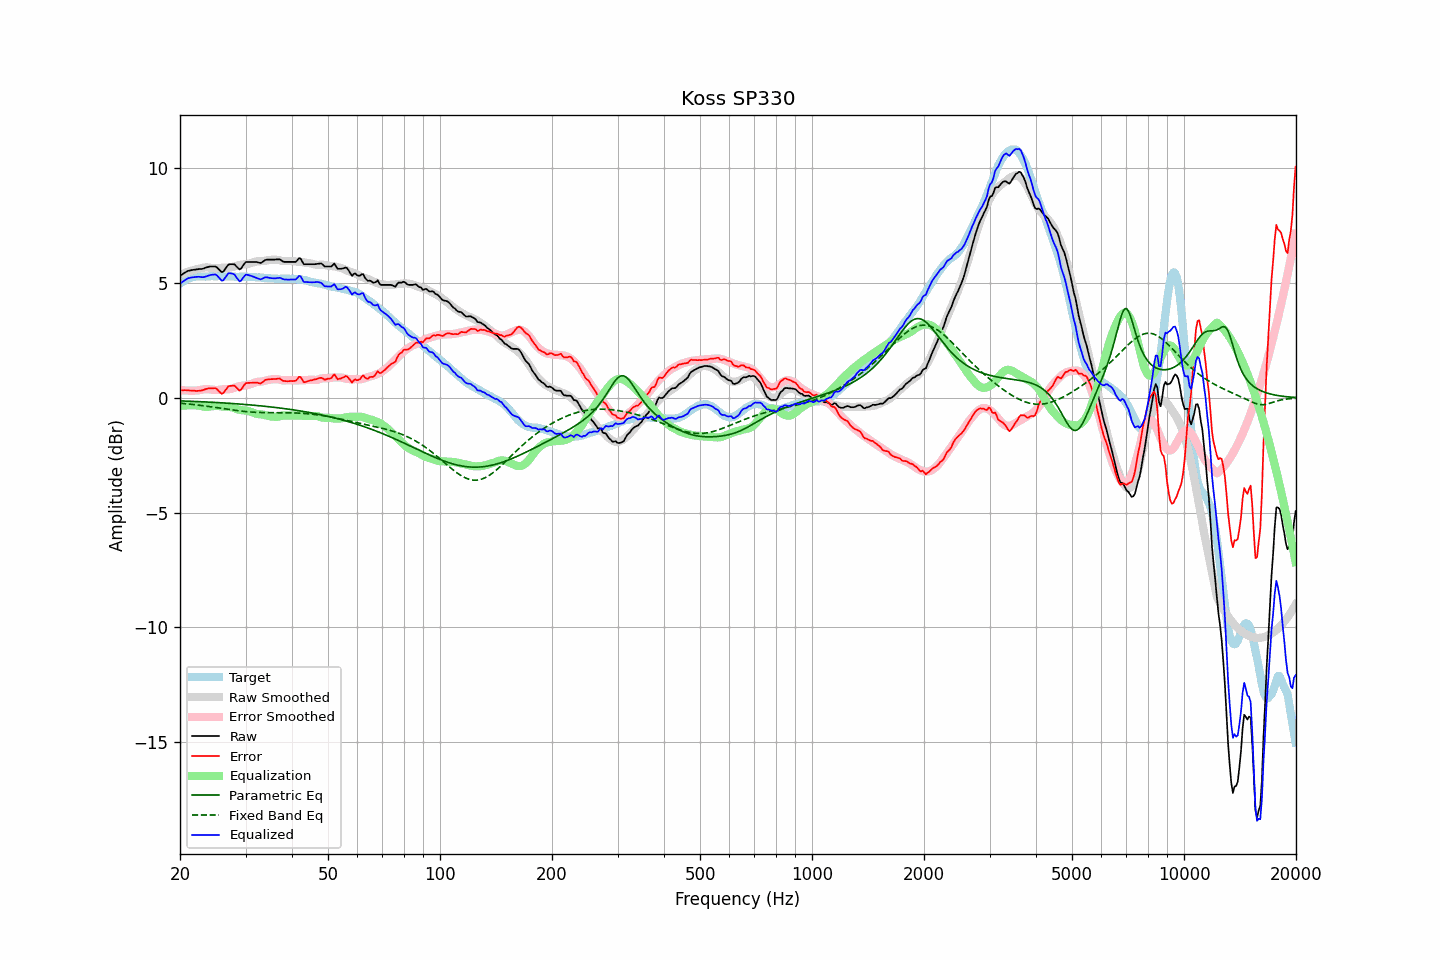 Koss SP330
10
5
0
−5
−10
−15
Amplitude (dBr)
Target
Raw Smoothed
Error Smoothed
Raw
Error
Equalization
Parametric Eq
Fixed Band Eq
Equalized
20 50 100 200 500 1000 2000 5000 10000 20000
Frequency (Hz)